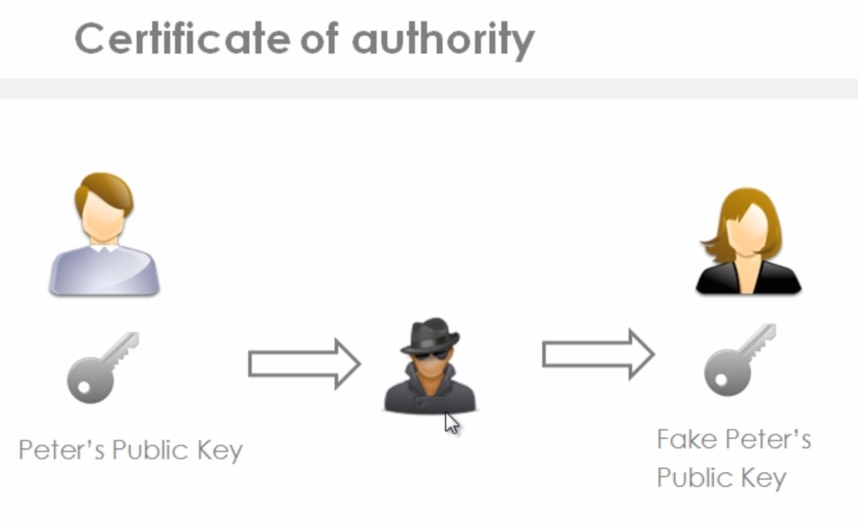 Certificate of authority
Peter's Public Key
Fake Peter's
Public Key